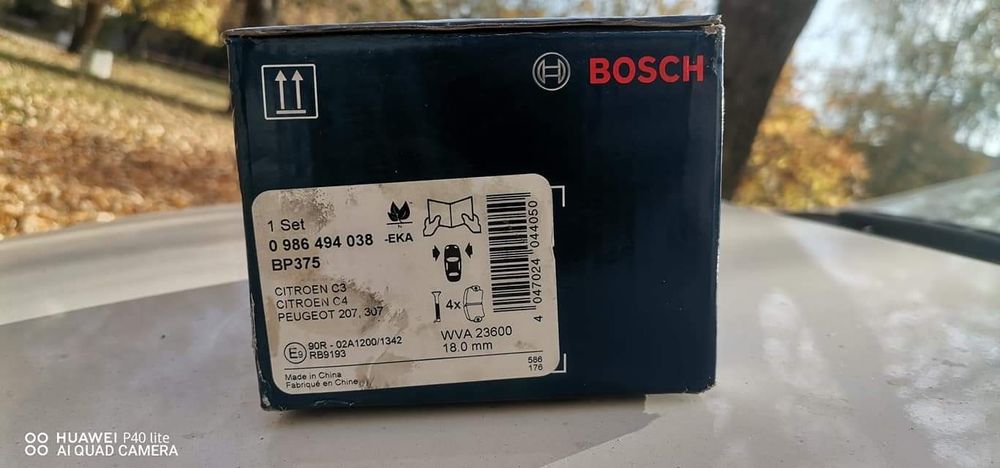 BOSCH
1 Set
0 986 494 038 -EKA
BP375
CITROEN C3
CITROEN C4
PEUGEOT 207, 307
4x
E9
90R - 02A1200/1342
RB9193
WVA 23600
18.0 mm
Made in China
Fabriqué en Chine
586
176
4 047024 044050
HUAWEI P40 lite
AI QUAD CAMERA